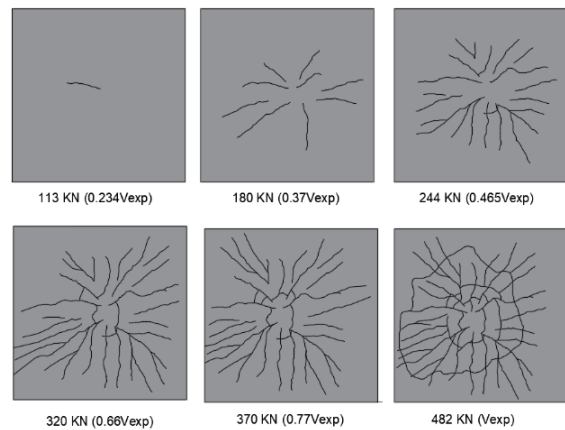 113 KN (0.234Vexp)
180 KN (0.37Vexp)
244 KN (0.465Vexp)
320 KN (0.66Vexp)
370 KN (0.77Vexp)
482 KN (Vexp)